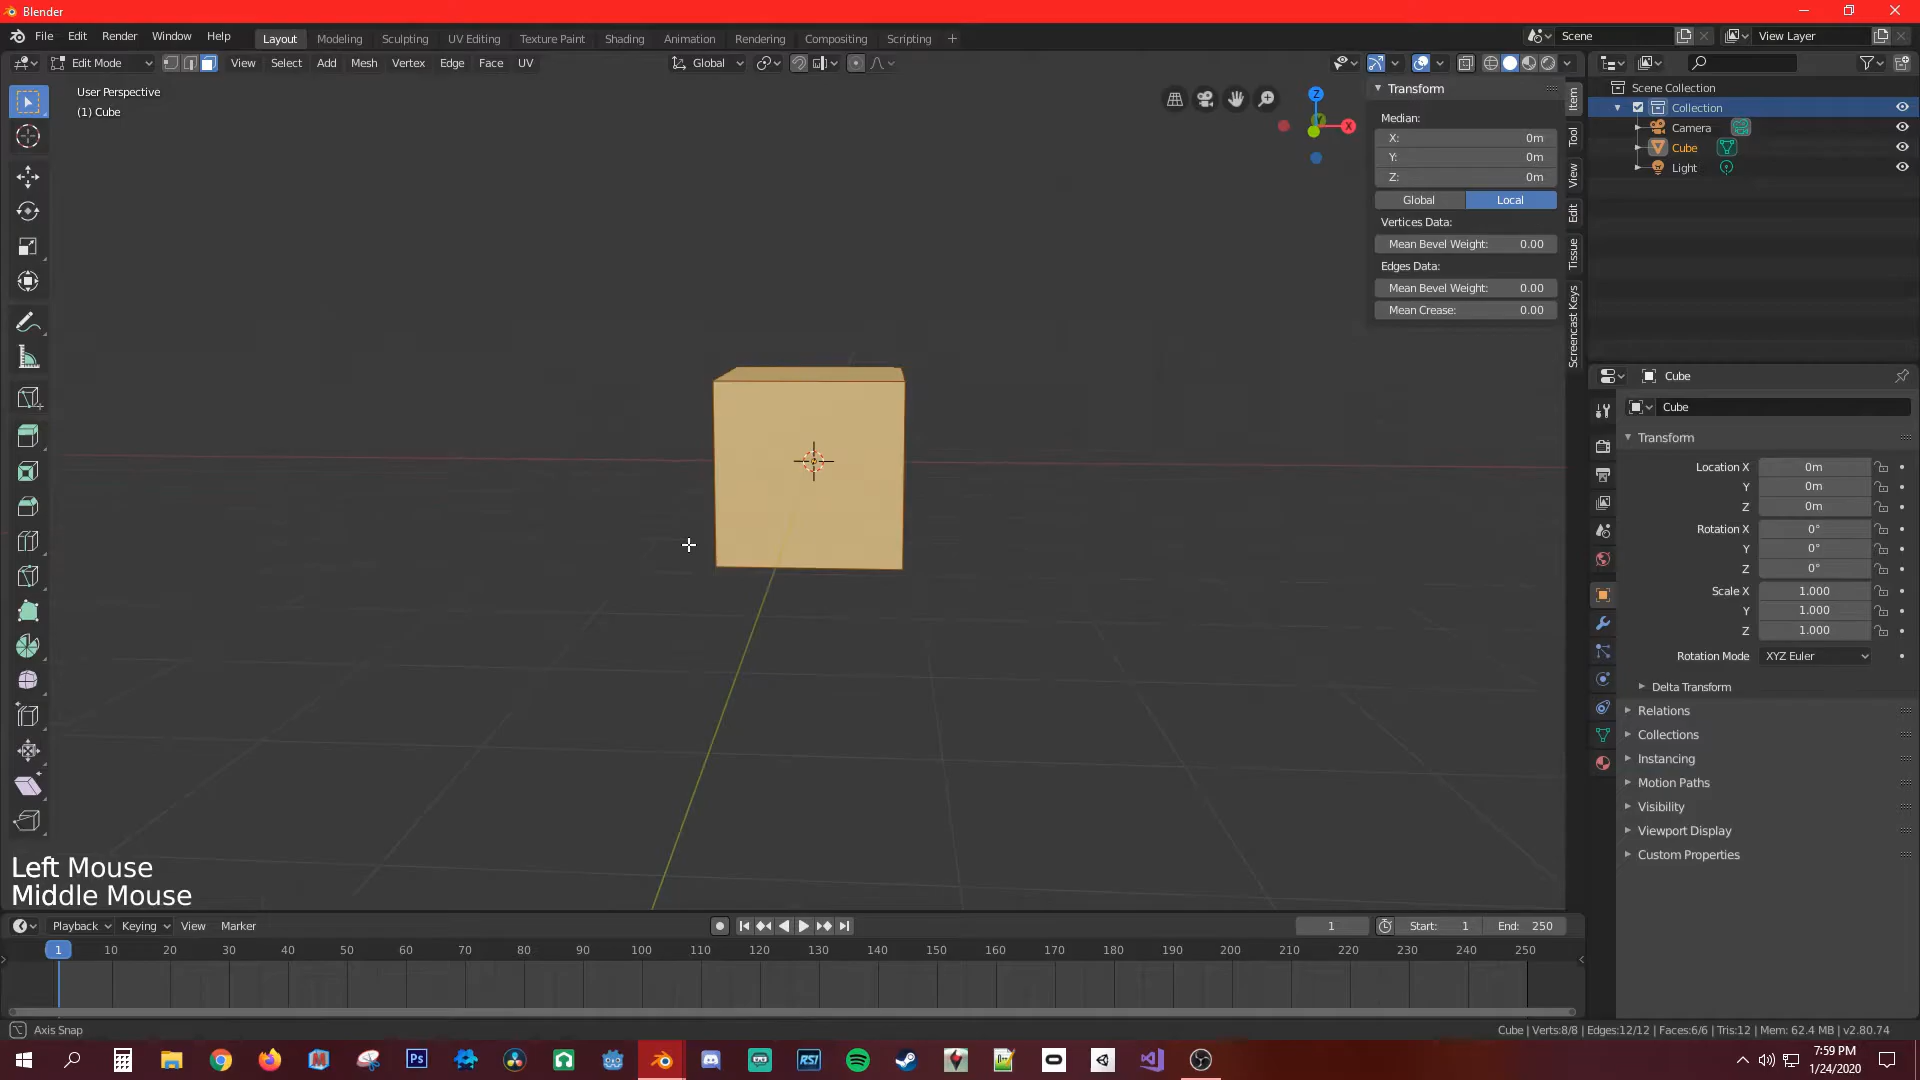 Blender
File Edit Render Window Help
Layout Modeling Sculpting UV Editing Texture Paint Shading Animation Rendering Compositing Scripting +
Scene
View Layer
Edit Mode
View Select Add Mesh Vertex Edge Face UV
Global
User Perspective
(1) Cube
Z
X
Transform
Median:
X: 0m
Y: 0m
Z: 0m
Global Local
Vertices Data:
Mean Bevel Weight: 0.00
Edges Data:
Mean Bevel Weight: 0.00
Mean Crease: 0.00
Item
Tool
View
Edit
Tissue
Screencast Keys
Scene Collection
Collection
Camera
Cube
Light
Cube
Cube
Transform
Location X 0m
Y 0m
Z 0m
Rotation X 0°
Y 0°
Z 0°
Scale X 1.000
Y 1.000
Z 1.000
Rotation Mode XYZ Euler
Delta Transform
Relations
Collections
Instancing
Motion Paths
Visibility
Viewport Display
Custom Properties
Left Mouse
Middle Mouse
Playback Keying View Marker
1 Start: 1 End: 250
1 10 20 30 40 50 60 70 80 90 100 110 120 130 140 150 160 170 180 190 200 210 220 230 240 250
Axis Snap
Cube | Verts:8/8 | Edges:12/12 | Faces:6/6 | Tris:12 | Mem: 62.4 MB | v2.80.74
Ps
RSI
7:59 PM
1/24/2020